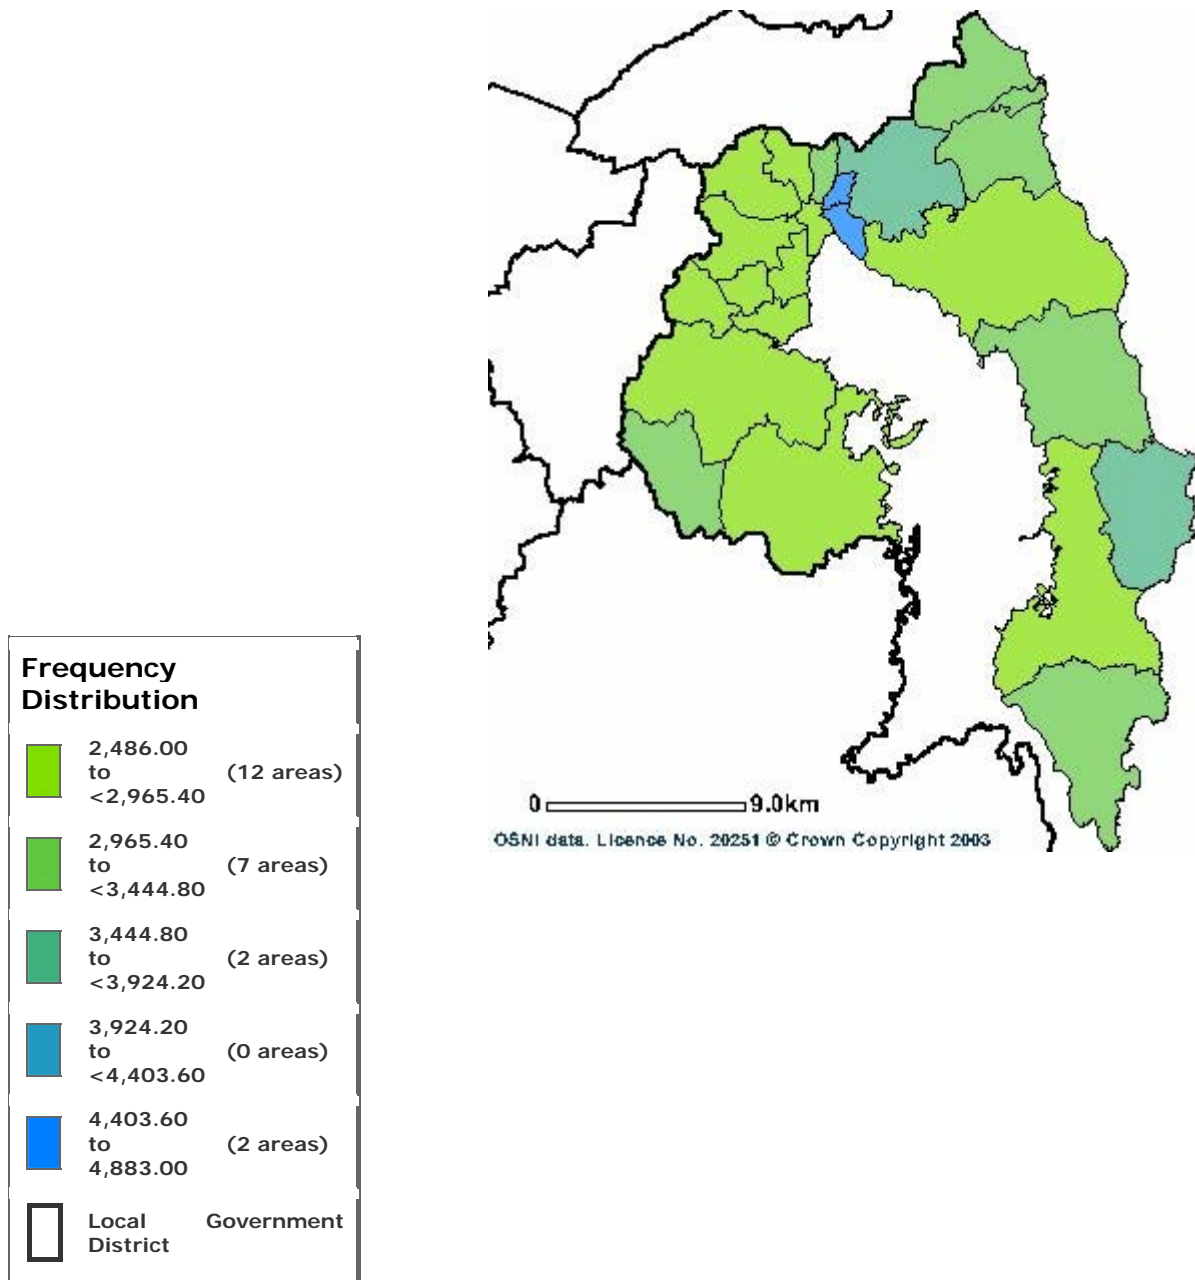 0 9.0km
OSNI data. Licence No. 20251 © Crown Copyright 2003
Frequency
Distribution
2,486.00
to (12 areas)
<2,965.40
2,965.40
to (7 areas)
<3,444.80
3,444.80
to (2 areas)
<3,924.20
3,924.20
to (0 areas)
<4,403.60
4,403.60
to (2 areas)
4,883.00
Local Government
District